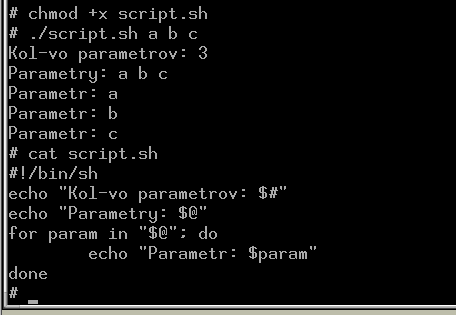 # chmod +x script.sh
# ./script.sh a b c
Kol-vo parametrov: 3
Parametry: a b c
Parametr: a
Parametr: b
Parametr: c
# cat script.sh
#!/bin/sh
echo "Kol-vo parametrov: $#"
echo "Parametry: $@"
for param in "$@"; do
        echo "Parametr: $param"
done
# _